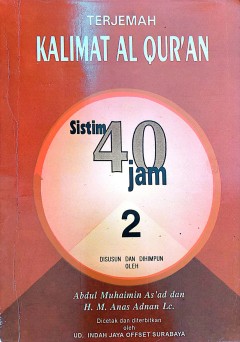 TERJEMAH
KALIMAT AL QUR'AN
Sistim
40
jam
2
DISUSUN DAN DIHIMPUN
OLEH
Abdul Muhaimin As'ad dan
H. M. Anas Adnan Lc.
Dicetak dan diterbitkan
oleh
UD. INDAH JAYA OFFSET SURABAYA